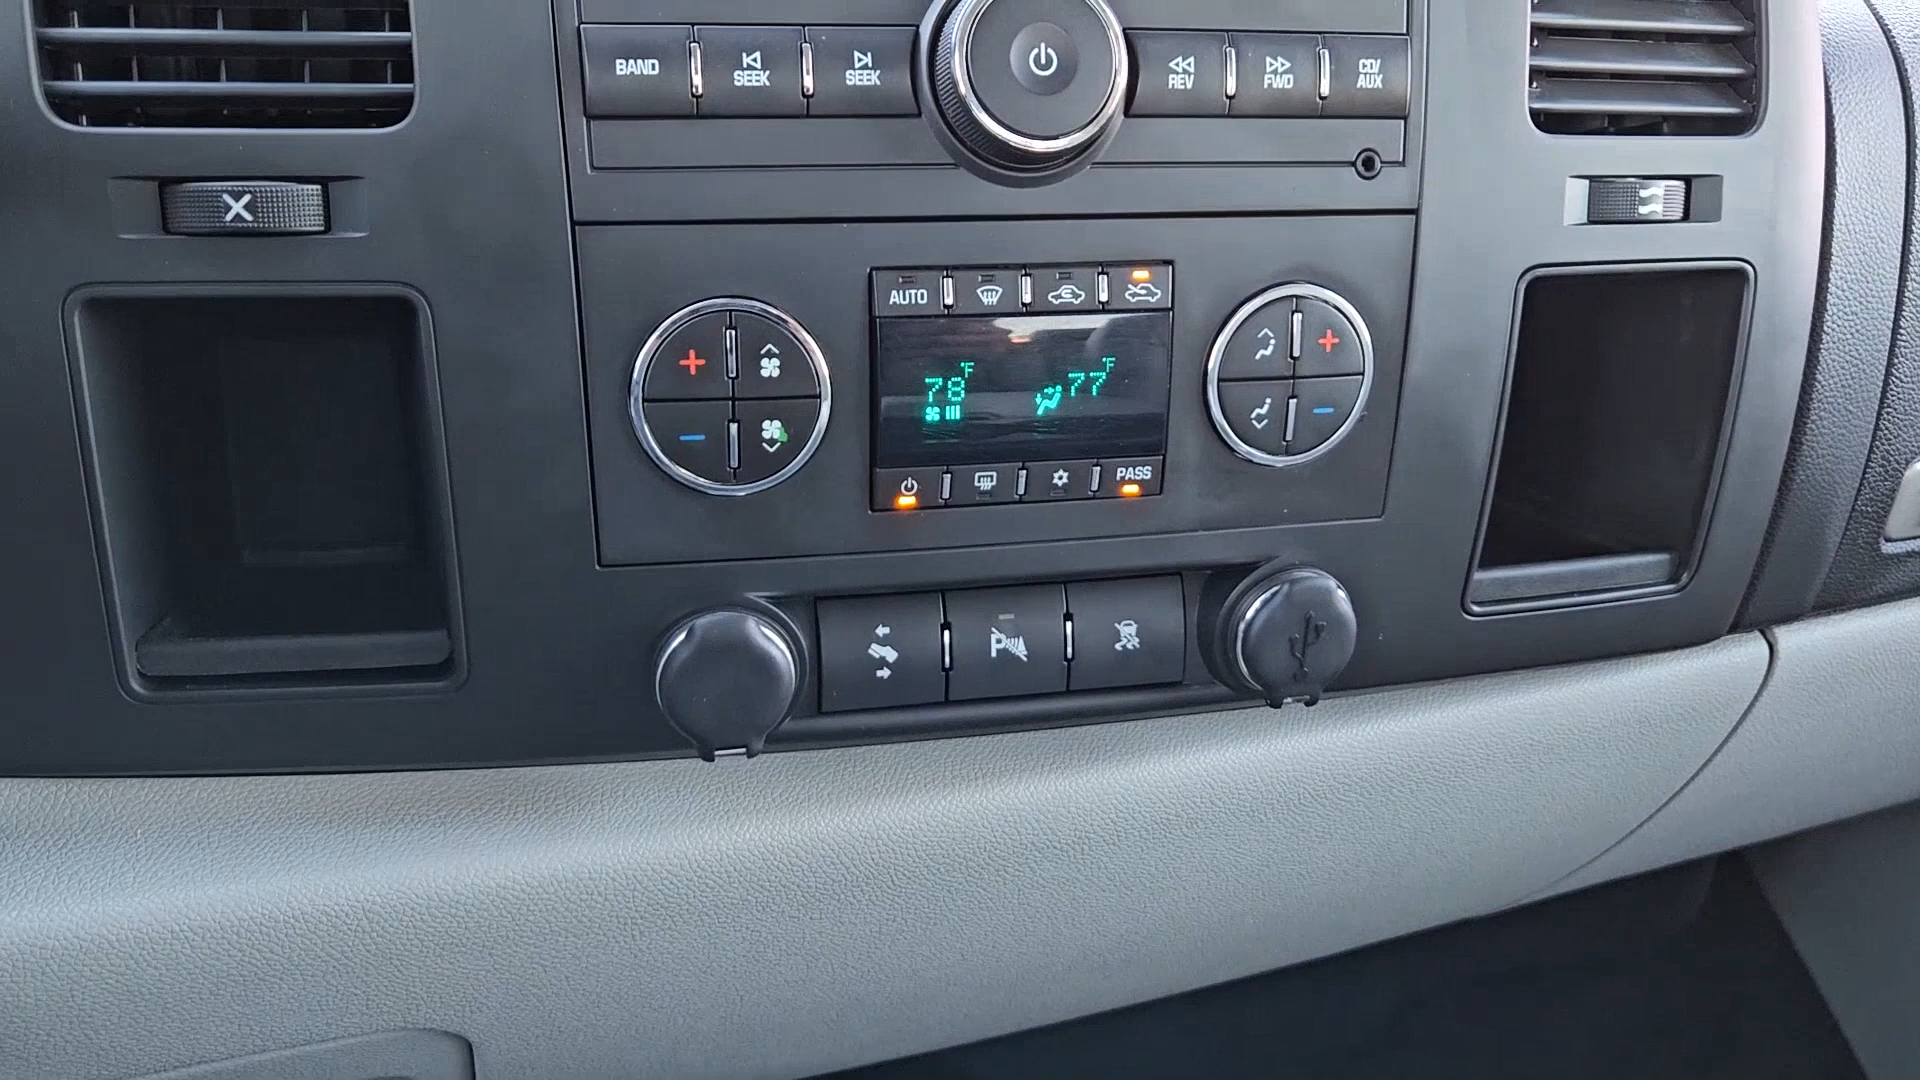 BAND
SEEK
SEEK
REV
FWD
CD/
AUX
AUTO
78°F
77°F
PASS
P